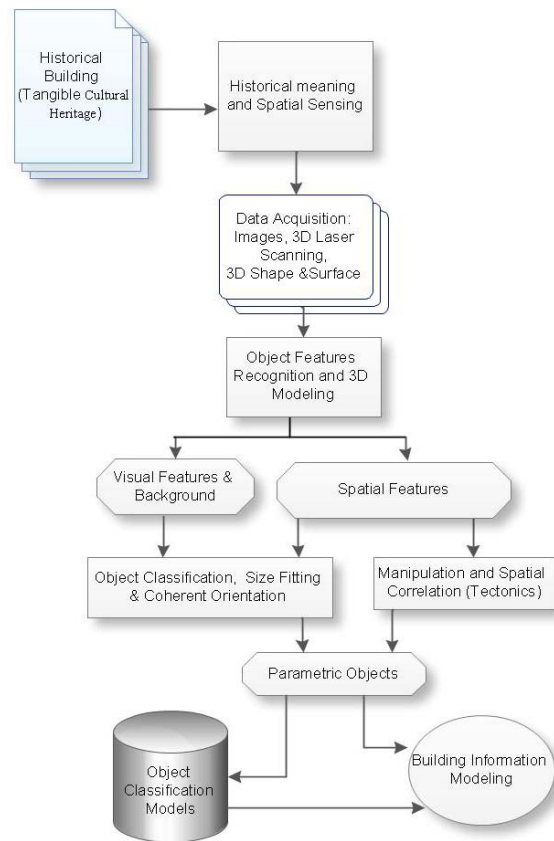 Historical
Building
(Tangible Cultural
Heritage)
Historical meaning
and Spatial Sensing
Data Acquisition:
Images, 3D Laser
Scanning,
3D Shape &Surface
Object Features
Recognition and 3D
Modeling
Visual Features &
Background
Spatial Features
Object Classification, Size Fitting
& Coherent Orientation
Manipulation and Spatial
Correlation (Tectonics)
Parametric Objects
Object
Classification
Models
Building Information
Modeling